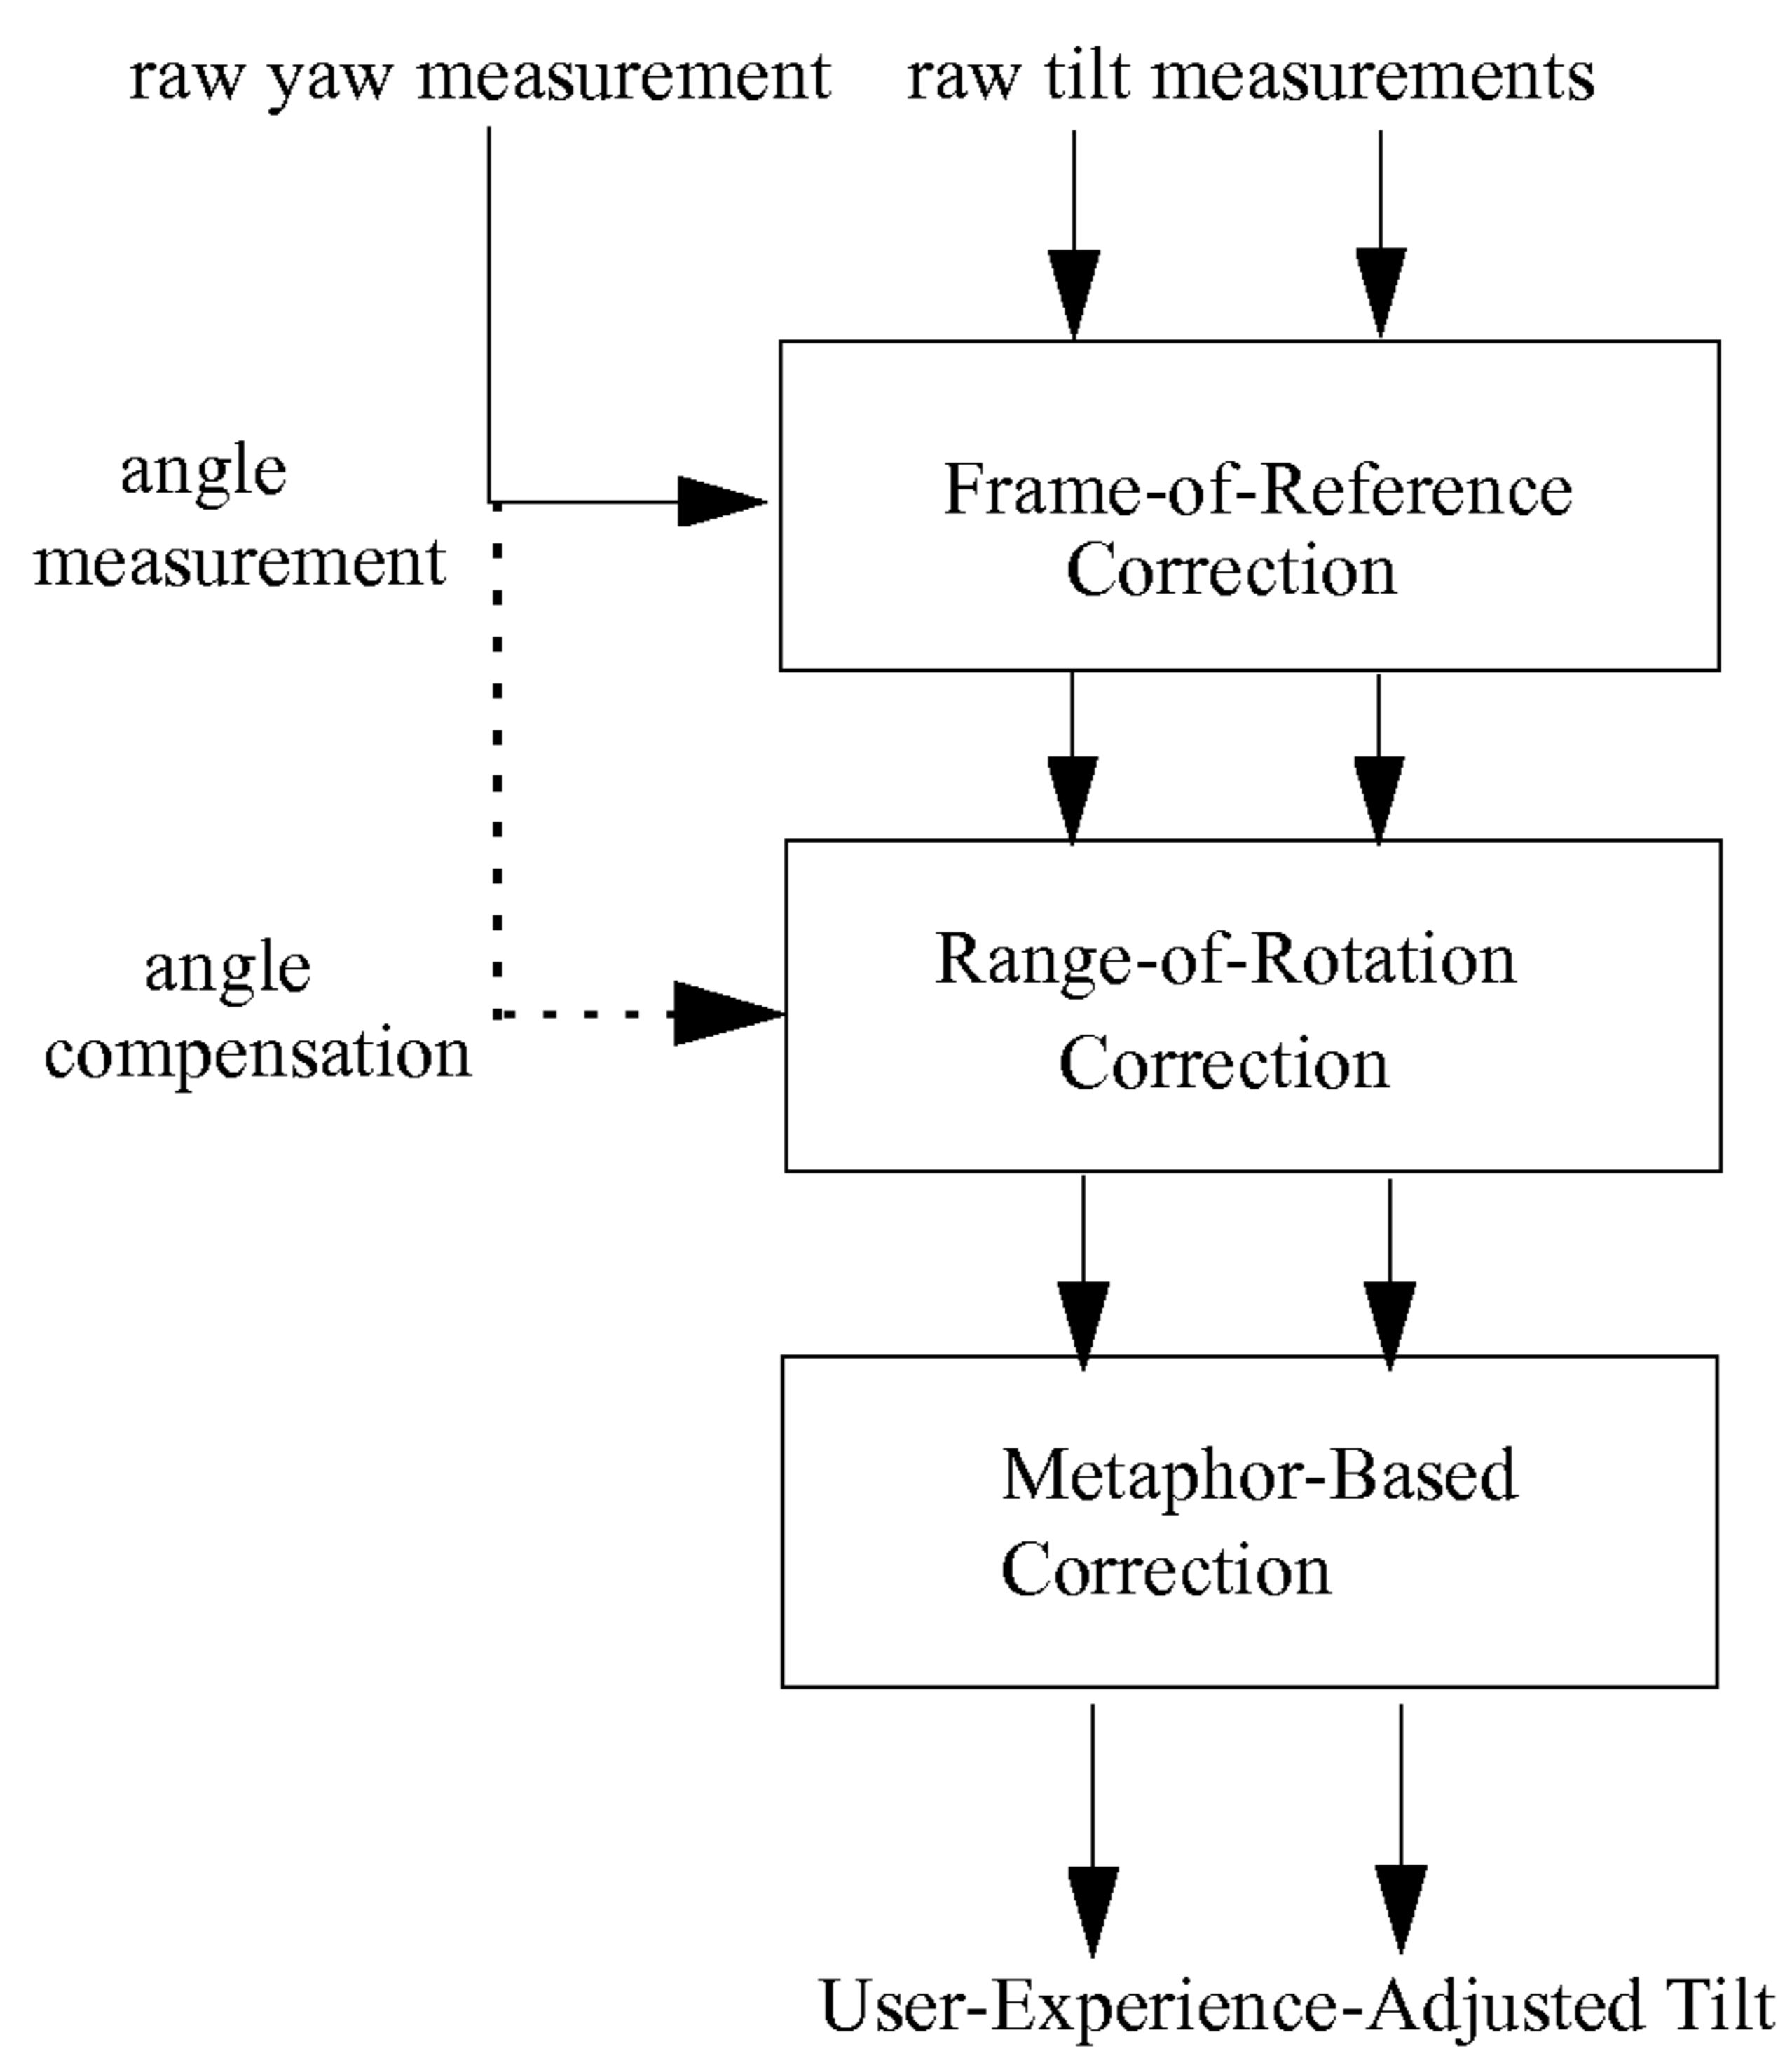 raw yaw measurement
raw tilt measurements
angle
measurement
Frame-of-Reference
Correction
angle
compensation
Range-of-Rotation
Correction
Metaphor-Based
Correction
User-Experience-Adjusted Tilt